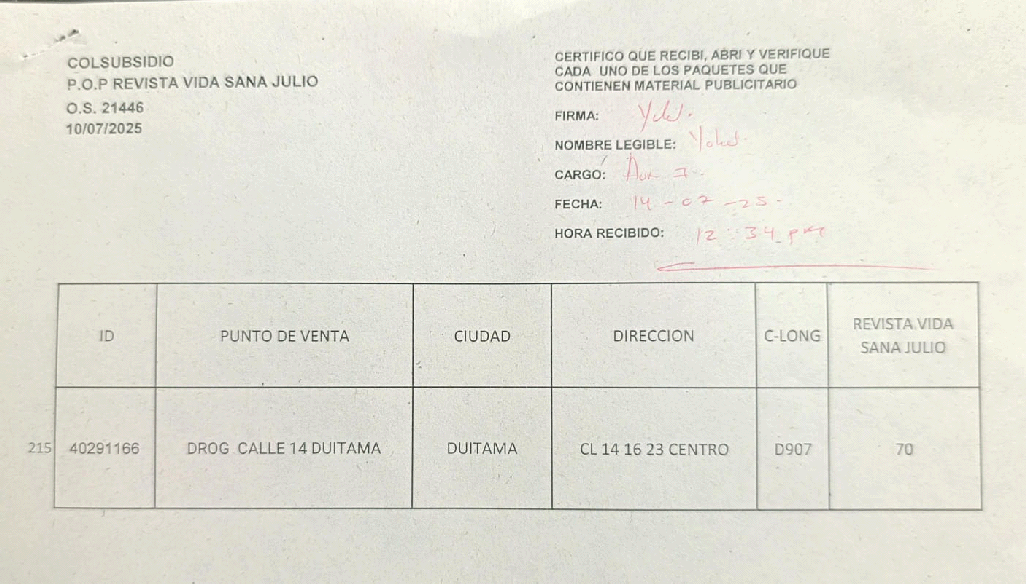 COLSUBSIDIO
P.O.P REVISTA VIDA SANA JULIO
O.S. 21446
10/07/2025
CERTIFICO QUE RECIBI, ABRI Y VERIFIQUE
CADA UNO DE LOS PAQUETES QUE
CONTIENEN MATERIAL PUBLICITARIO
FIRMA:
NOMBRE LEGIBLE:
CARGO:
FECHA: 14-07-25
HORA RECIBIDO: 12:34 pm
ID PUNTO DE VENTA CIUDAD DIRECCION C-LONG REVISTA VIDA
SANA JULIO
215 40291166 DROG CALLE 14 DUITAMA DUITAMA CL 14 16 23 CENTRO D907 70